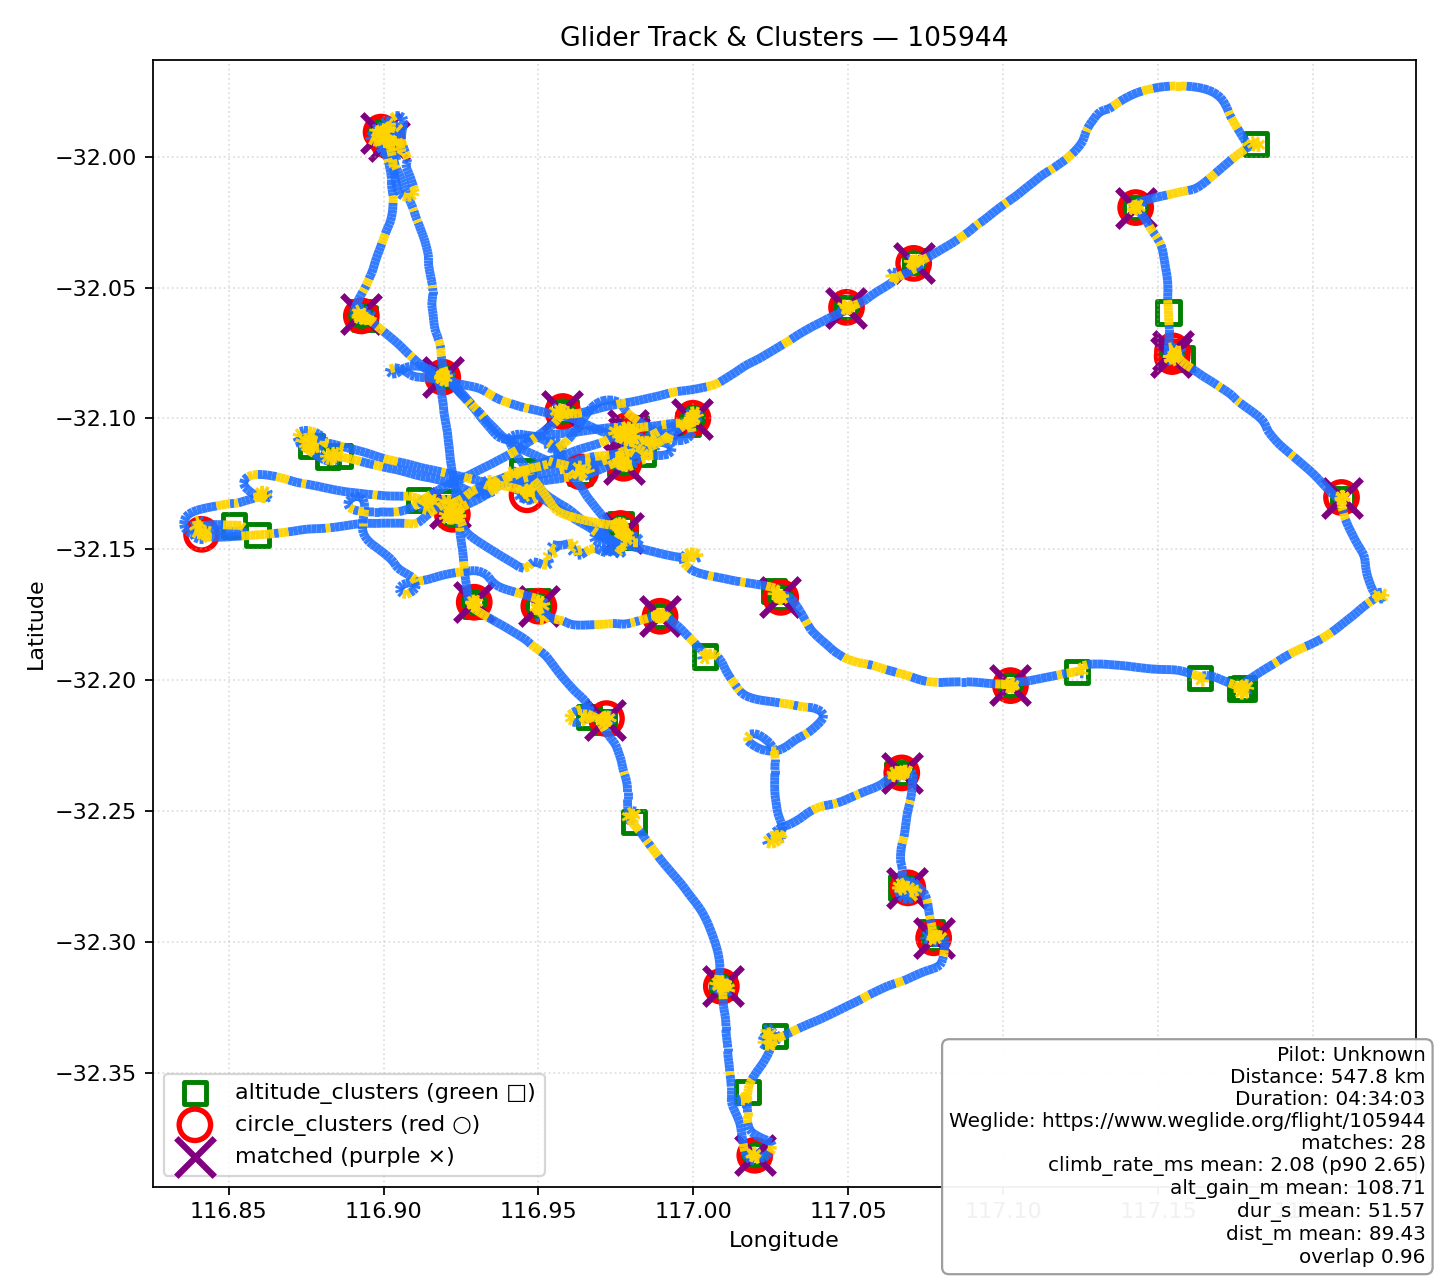 Glider Track & Clusters — 105944
−32.00
−32.05
−32.10
−32.15
−32.20
−32.25
−32.30
−32.35
Latitude
altitude_clusters (green □)
circle_clusters (red ○)
matched (purple ×)
116.85 116.90 116.95 117.00 117.05 117.10 117.15
Longitude
Pilot: Unknown
Distance: 547.8 km
Duration: 04:34:03
Weglide: https://www.weglide.org/flight/105944
matches: 28
climb_rate_ms mean: 2.08 (p90 2.65)
alt_gain_m mean: 108.71
dur_s mean: 51.57
dist_m mean: 89.43
overlap 0.96